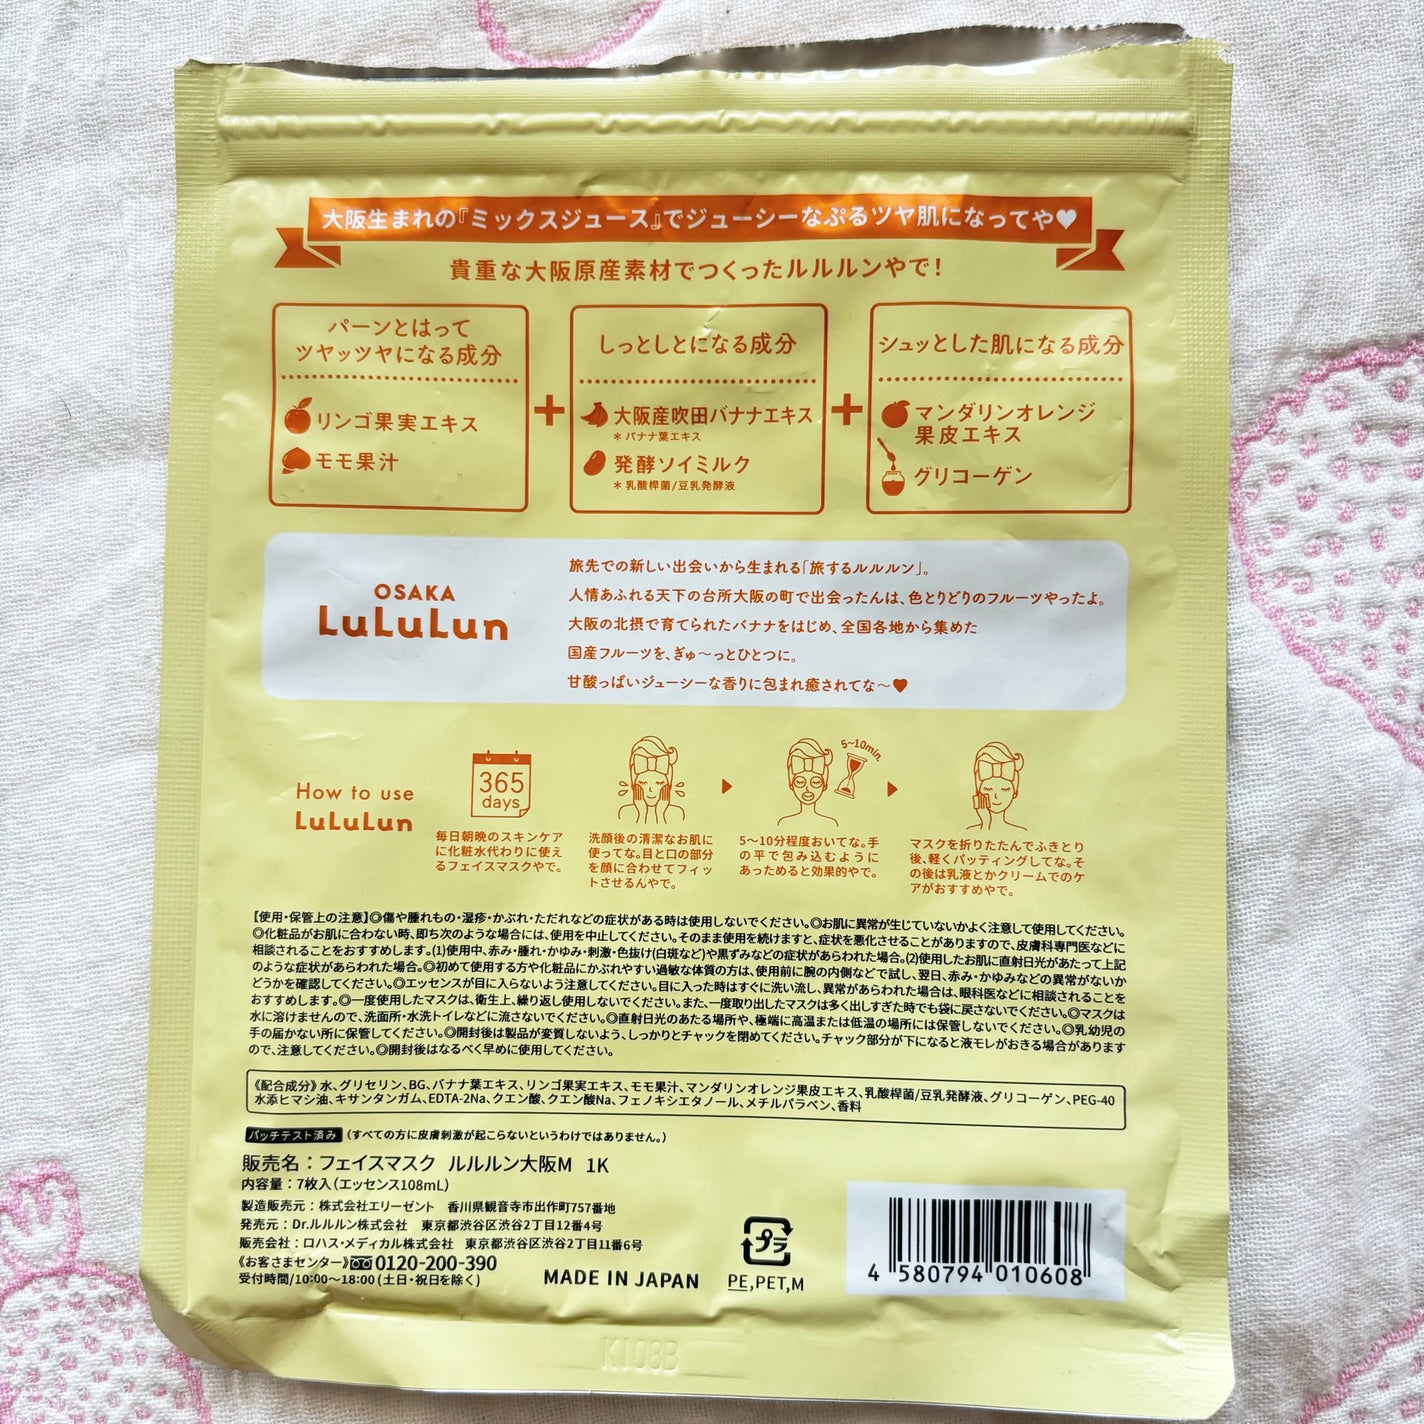 大阪生まれの『ミックスジュース』でジューシーなぷるツヤ肌になってや♥
貴重な大阪原産素材でつくったルルルンやで!
パーンとはって
ツヤッツヤになる成分
リンゴ果実エキス
モモ果汁
+
しっとしとになる成分
大阪産吹田バナナエキス
＊バナナ葉エキス
発酵ソイミルク
＊乳酸桿菌/豆乳発酵液
+
シュッとした肌になる成分
マンダリンオレンジ
果皮エキス
グリコーゲン
OSAKA
LuLuLun
旅先での新しい出会いから生まれる「旅するルルルン」。
人情あふれる天下の台所大阪の町で出会ったんは、色とりどりのフルーツやったよ。
大阪の北摂で育てられたバナナをはじめ、全国各地から集めた
国産フルーツを、ぎゅ〜っとひとつに。
甘酸っぱいジューシーな香りに包まれ癒されてな〜♥
How to use
LuLuLun
365
days
毎日朝晩のスキンケア
に化粧水代わりに使え
るフェイスマスクやで。
洗顔後の清潔なお肌に
使ってな。目と口の部分
を顔に合わせてフィッ
トさせるんやで。
5~10min.
5〜10分程度おいてな。手
の平で包み込むように
あっためると効果的やで。
マスクを折りたたんでふきとり
後、軽くパッティングしてな。そ
の後は乳液とかクリームでのケ
アがおすすめやで。
【使用・保管上の注意】◎傷や腫れもの・湿疹・かぶれ・ただれなどの症状がある時は使用しないでください。◎お肌に異常が生じていないかよく注意して使用してください。
◎化粧品がお肌に合わない時、即ち次のような場合には、使用を中止してください。そのまま使用を続けますと、症状を悪化させることがありますので、皮膚科専門医などに
相談されることをおすすめします。(1)使用中、赤み・腫れ・かゆみ・刺激・色抜け(白斑など)や黒ずみなどの症状があらわれた場合。(2)使用したお肌に直射日光があたって上記
のような症状があらわれた場合。◎初めて使用する方や化粧品にかぶれやすい過敏な体質の方は、使用前に腕の内側などで試し、翌日、赤み・かゆみなどの異常がないか
どうかを確認してください。◎エッセンスが目に入らないよう注意してください。目に入った時はすぐに洗い流し、異常があらわれた場合は、眼科医などに相談されることを
おすすめします。◎一度使用したマスクは、衛生上、繰り返し使用しないでください。また、一度取り出したマスクは多く出しすぎた時でも袋に戻さないでください。◎マスクは
水に溶けませんので、洗面所・水洗トイレなどに流さないでください。◎直射日光のあたる場所や、極端に高温または低温の場所には保管しないでください。◎乳幼児の
手の届かない所に保管してください。◎開封後は製品が変質しないよう、しっかりとチャックを閉めてください。チャック部分が下になると液モレがおきる場合があります
ので、注意してください。◎開封後はなるべく早めに使用してください。
《配合成分》水、グリセリン、BG、バナナ葉エキス、リンゴ果実エキス、モモ果汁、マンダリンオレンジ果皮エキス、乳酸桿菌/豆乳発酵液、グリコーゲン、PEG-40
水添ヒマシ油、キサンタンガム、EDTA-2Na、クエン酸、クエン酸Na、フェノキシエタノール、メチルパラベン、香料
パッチテスト済み (すべての方に皮膚刺激が起こらないというわけではありません。)
販売名：フェイスマスク ルルルン大阪M 1K
内容量：7枚入（エッセンス108mL）
製造販売元：株式会社エリーゼント 香川県観音寺市出作町757番地
発売元：Dr.ルルルン株式会社 東京都渋谷区渋谷2丁目12番4号
販売会社：ロハス・メディカル株式会社 東京都渋谷区渋谷2丁目11番6号
《お客さまセンター》0120-200-390
受付時間/10:00〜18:00 (土日・祝日を除く)
MADE IN JAPAN
プラ
PE,PET,M
4 580794 010608
K108B